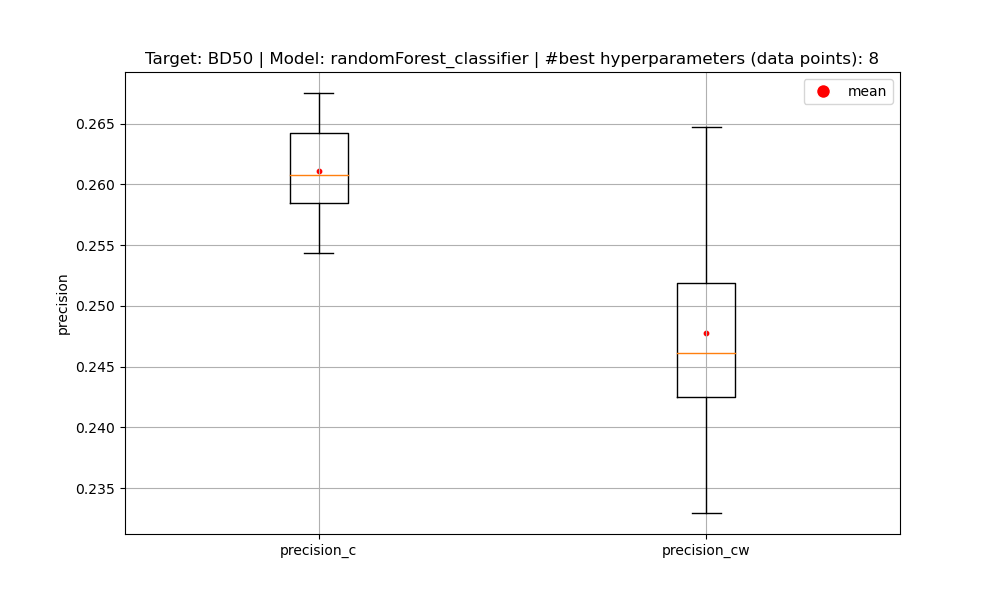 Target: BD50 | Model: randomForest_classifier | #best hyperparameters (data points): 8
mean
0.265
0.260
0.255
0.250
0.245
0.240
0.235
precision
precision_c
precision_cw